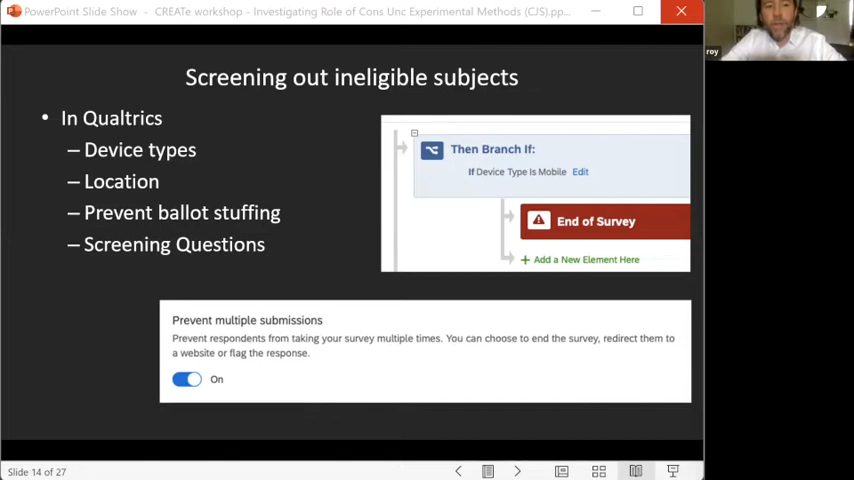 PowerPoint Slide Show - CREATe workshop - Investigating Role of Cons Unc Experimental Methods (CJS).pp...
roy
Screening out ineligible subjects
• In Qualtrics
– Device types
– Location
– Prevent ballot stuffing
– Screening Questions
Then Branch If:
If Device Type Is Mobile Edit
End of Survey
+ Add a New Element Here
Prevent multiple submissions
Prevent respondents from taking your survey multiple times. You can choose to end the survey, redirect them to
a website or flag the response.
On
Slide 14 of 27